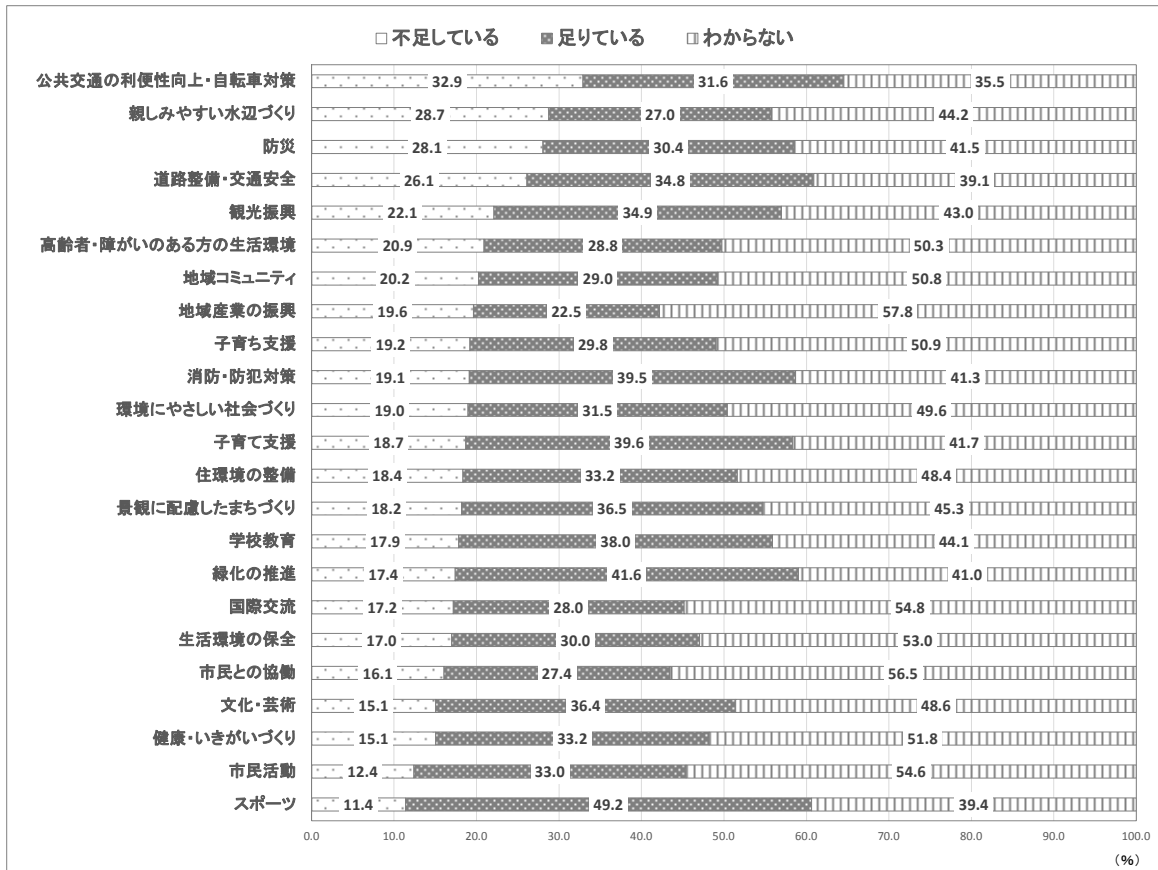 不足している 足りている わからない
公共交通の利便性向上・自転車対策 32.9 31.6 35.5
親しみやすい水辺づくり 28.7 27.0 44.2
防災 28.1 30.4 41.5
道路整備・交通安全 26.1 34.8 39.1
観光振興 22.1 34.9 43.0
高齢者・障がいのある方の生活環境 20.9 28.8 50.3
地域コミュニティ 20.2 29.0 50.8
地域産業の振興 19.6 22.5 57.8
子育ち支援 19.2 29.8 50.9
消防・防犯対策 19.1 39.5 41.3
環境にやさしい社会づくり 19.0 31.5 49.6
子育て支援 18.7 39.6 41.7
住環境の整備 18.4 33.2 48.4
景観に配慮したまちづくり 18.2 36.5 45.3
学校教育 17.9 38.0 44.1
緑化の推進 17.4 41.6 41.0
国際交流 17.2 28.0 54.8
生活環境の保全 17.0 30.0 53.0
市民との協働 16.1 27.4 56.5
文化・芸術 15.1 36.4 48.6
健康・いきがいづくり 15.1 33.2 51.8
市民活動 12.4 33.0 54.6
スポーツ 11.4 49.2 39.4
0.0 10.0 20.0 30.0 40.0 50.0 60.0 70.0 80.0 90.0 100.0
(%)